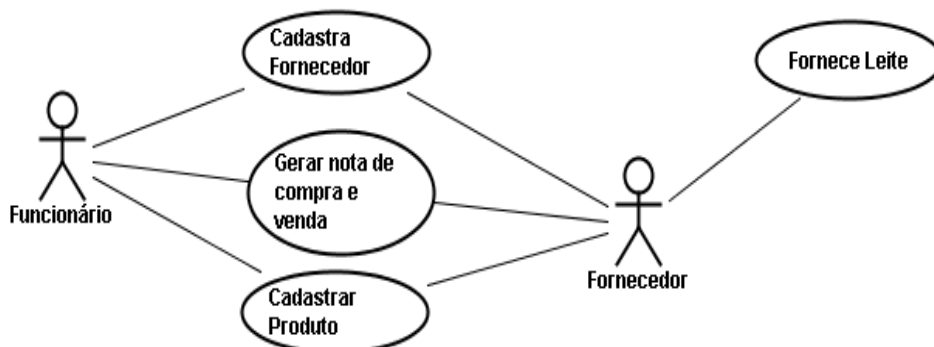 Cadastra
Fornecedor
Fornece Leite
Gerar nota de
compra e
venda
Funcionário
Fornecedor
Cadastrar
Produto